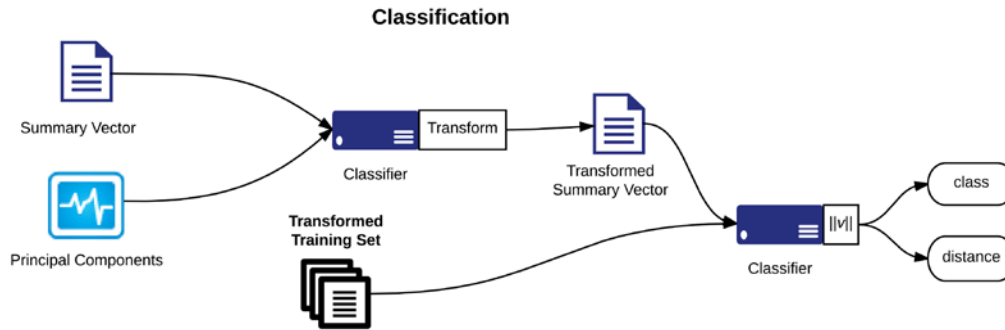 Classification
Summary Vector
Principal Components
Transform
Classifier
Transformed
Training Set
Transformed
Summary Vector
||v||
Classifier
class
distance